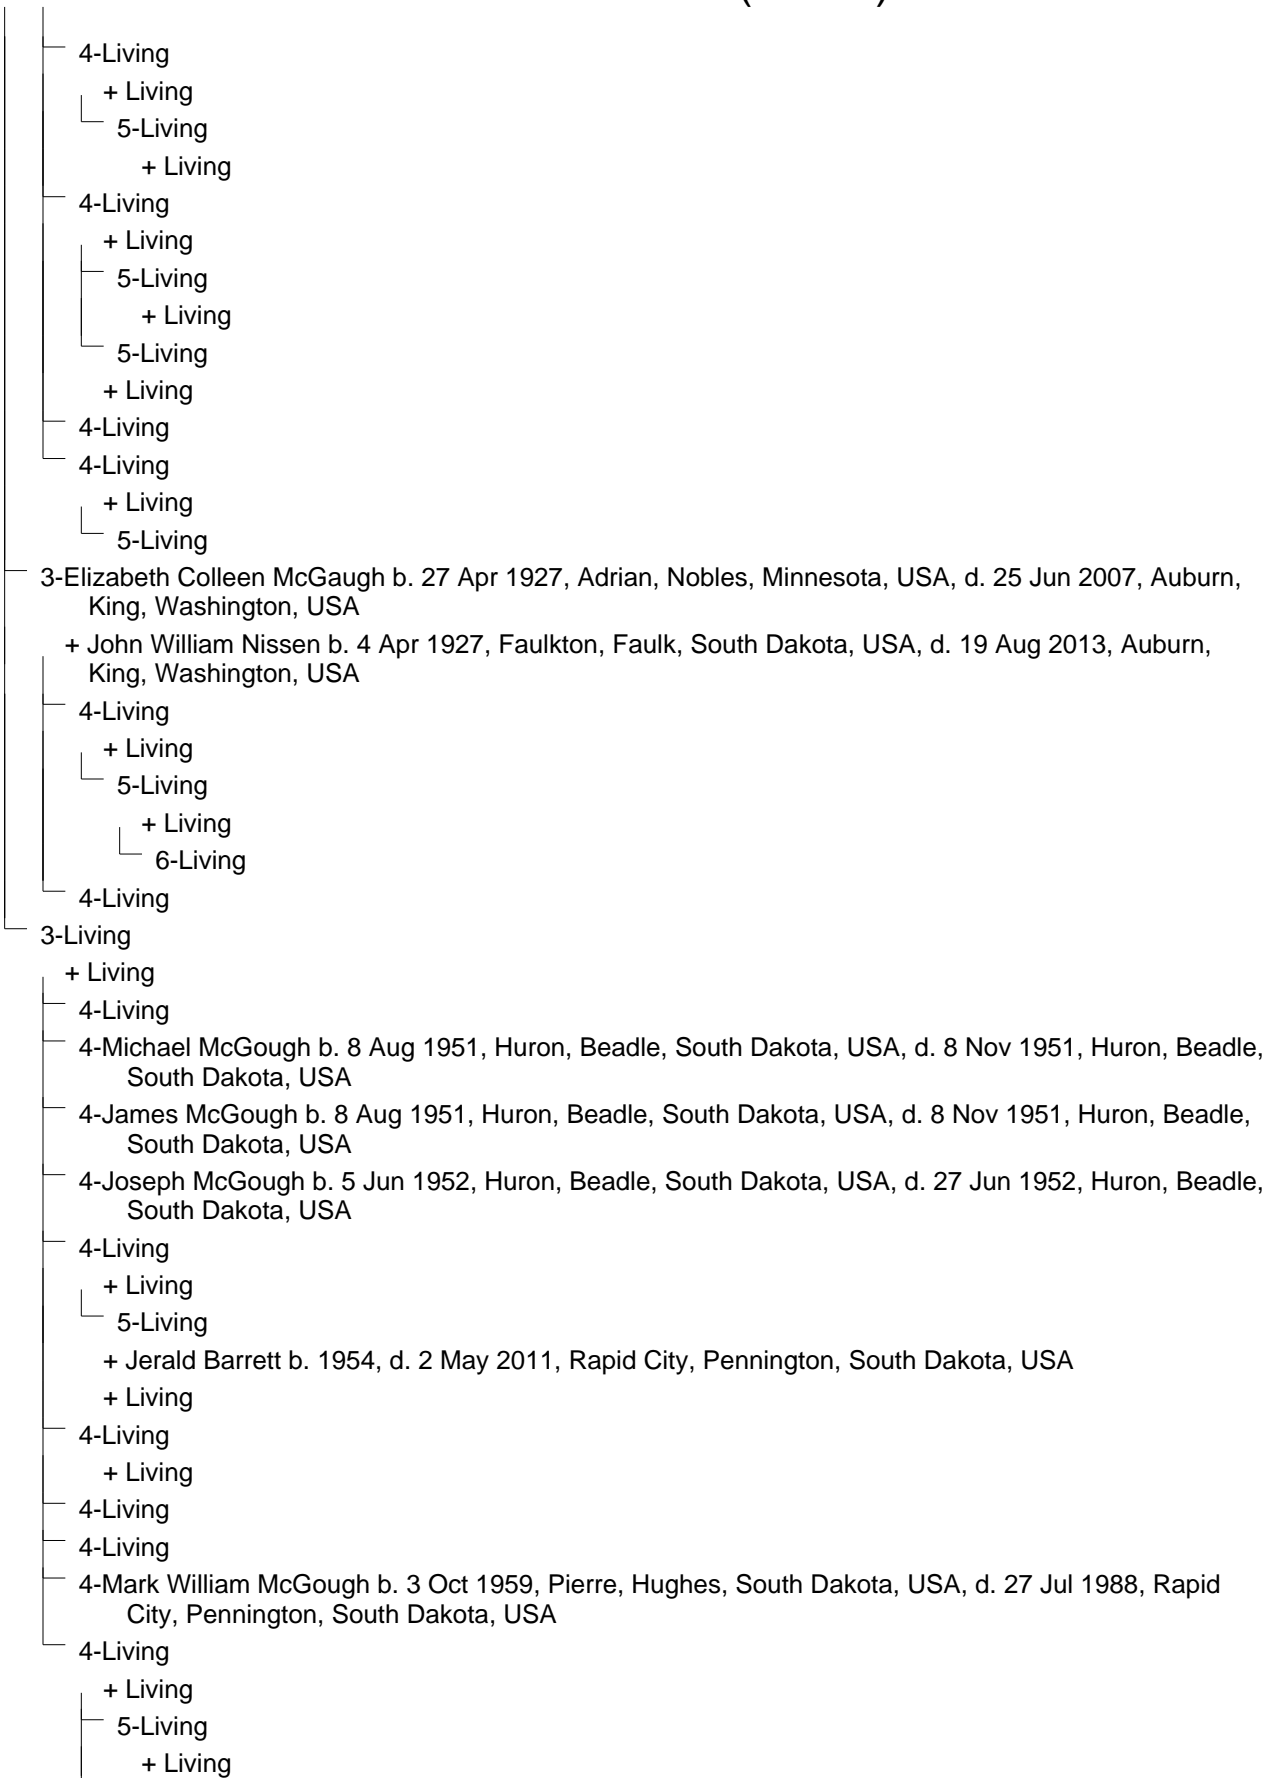 4-Living
+ Living
5-Living
+ Living
4-Living
+ Living
5-Living
+ Living
5-Living
+ Living
4-Living
4-Living
+ Living
5-Living
3-Elizabeth Colleen McGaugh b. 27 Apr 1927, Adrian, Nobles, Minnesota, USA, d. 25 Jun 2007, Auburn,
King, Washington, USA
+ John William Nissen b. 4 Apr 1927, Faulkton, Faulk, South Dakota, USA, d. 19 Aug 2013, Auburn,
King, Washington, USA
4-Living
+ Living
5-Living
+ Living
6-Living
4-Living
3-Living
+ Living
4-Living
4-Michael McGough b. 8 Aug 1951, Huron, Beadle, South Dakota, USA, d. 8 Nov 1951, Huron, Beadle,
South Dakota, USA
4-James McGough b. 8 Aug 1951, Huron, Beadle, South Dakota, USA, d. 8 Nov 1951, Huron, Beadle,
South Dakota, USA
4-Joseph McGough b. 5 Jun 1952, Huron, Beadle, South Dakota, USA, d. 27 Jun 1952, Huron, Beadle,
South Dakota, USA
4-Living
+ Living
5-Living
+ Jerald Barrett b. 1954, d. 2 May 2011, Rapid City, Pennington, South Dakota, USA
+ Living
4-Living
+ Living
4-Living
4-Living
4-Mark William McGough b. 3 Oct 1959, Pierre, Hughes, South Dakota, USA, d. 27 Jul 1988, Rapid
City, Pennington, South Dakota, USA
4-Living
+ Living
5-Living
+ Living